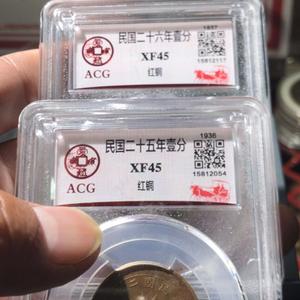 民国二十六年壹分
1937
XF45
ACG
红铜
15812117
民国二十五年壹分
1936
XF45
ACG
红铜
15812054